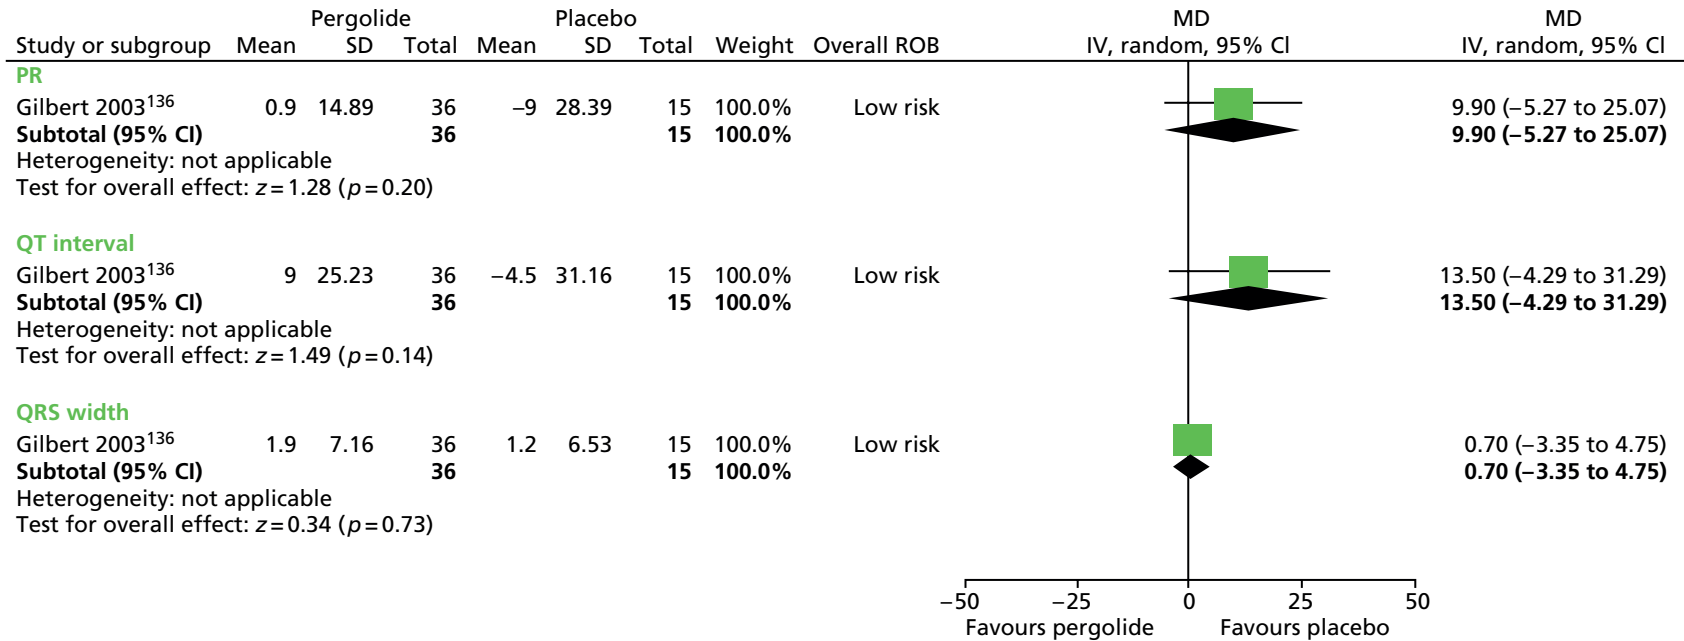 Pergolide Placebo MD MD
Study or subgroup Mean SD Total Mean SD Total Weight Overall ROB IV, random, 95% CI IV, random, 95% CI
PR
Gilbert 2003136 0.9 14.89 36 –9 28.39 15 100.0% Low risk 9.90 (–5.27 to 25.07)
Subtotal (95% CI) 36 15 100.0% 9.90 (–5.27 to 25.07)
Heterogeneity: not applicable
Test for overall effect: z=1.28 (p=0.20)
QT interval
Gilbert 2003136 9 25.23 36 –4.5 31.16 15 100.0% Low risk 13.50 (–4.29 to 31.29)
Subtotal (95% CI) 36 15 100.0% 13.50 (–4.29 to 31.29)
Heterogeneity: not applicable
Test for overall effect: z=1.49 (p=0.14)
QRS width
Gilbert 2003136 1.9 7.16 36 1.2 6.53 15 100.0% Low risk 0.70 (–3.35 to 4.75)
Subtotal (95% CI) 36 15 100.0% 0.70 (–3.35 to 4.75)
Heterogeneity: not applicable
Test for overall effect: z=0.34 (p=0.73)
–50 –25 0 25 50
Favours pergolide Favours placebo